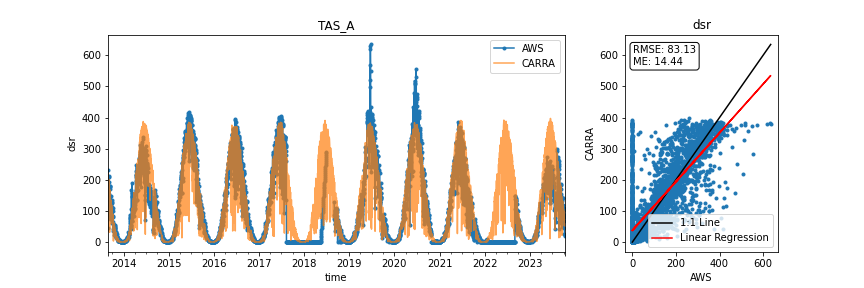 TAS_A
dsr
600
500
400
300
200
100
0
2014 2015 2016 2017 2018 2019 2020 2021 2022 2023
time
AWS
CARRA
dsr
RMSE: 83.13
ME: 14.44
CARRA
600
500
400
300
200
100
0
0 200 400 600
AWS
1:1 Line
Linear Regression